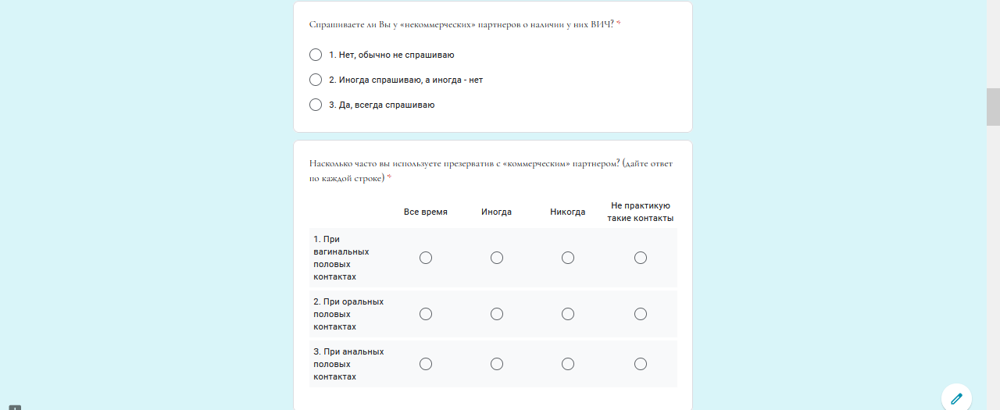 Спрашиваете ли Вы у «некоммерческих» партнеров о наличии у них ВИЧ? *
1. Нет, обычно не спрашиваю
2. Иногда спрашиваю, а иногда - нет
3. Да, всегда спрашиваю
Насколько часто вы используете презерватив с «коммерческим» партнером? (дайте ответ
по каждой строке) *
Все время
Иногда
Никогда
Не практикую
такие контакты
1. При
вагинальных
половых
контактах
2. При оральных
половых
контактах
3. При анальных
половых
контактах